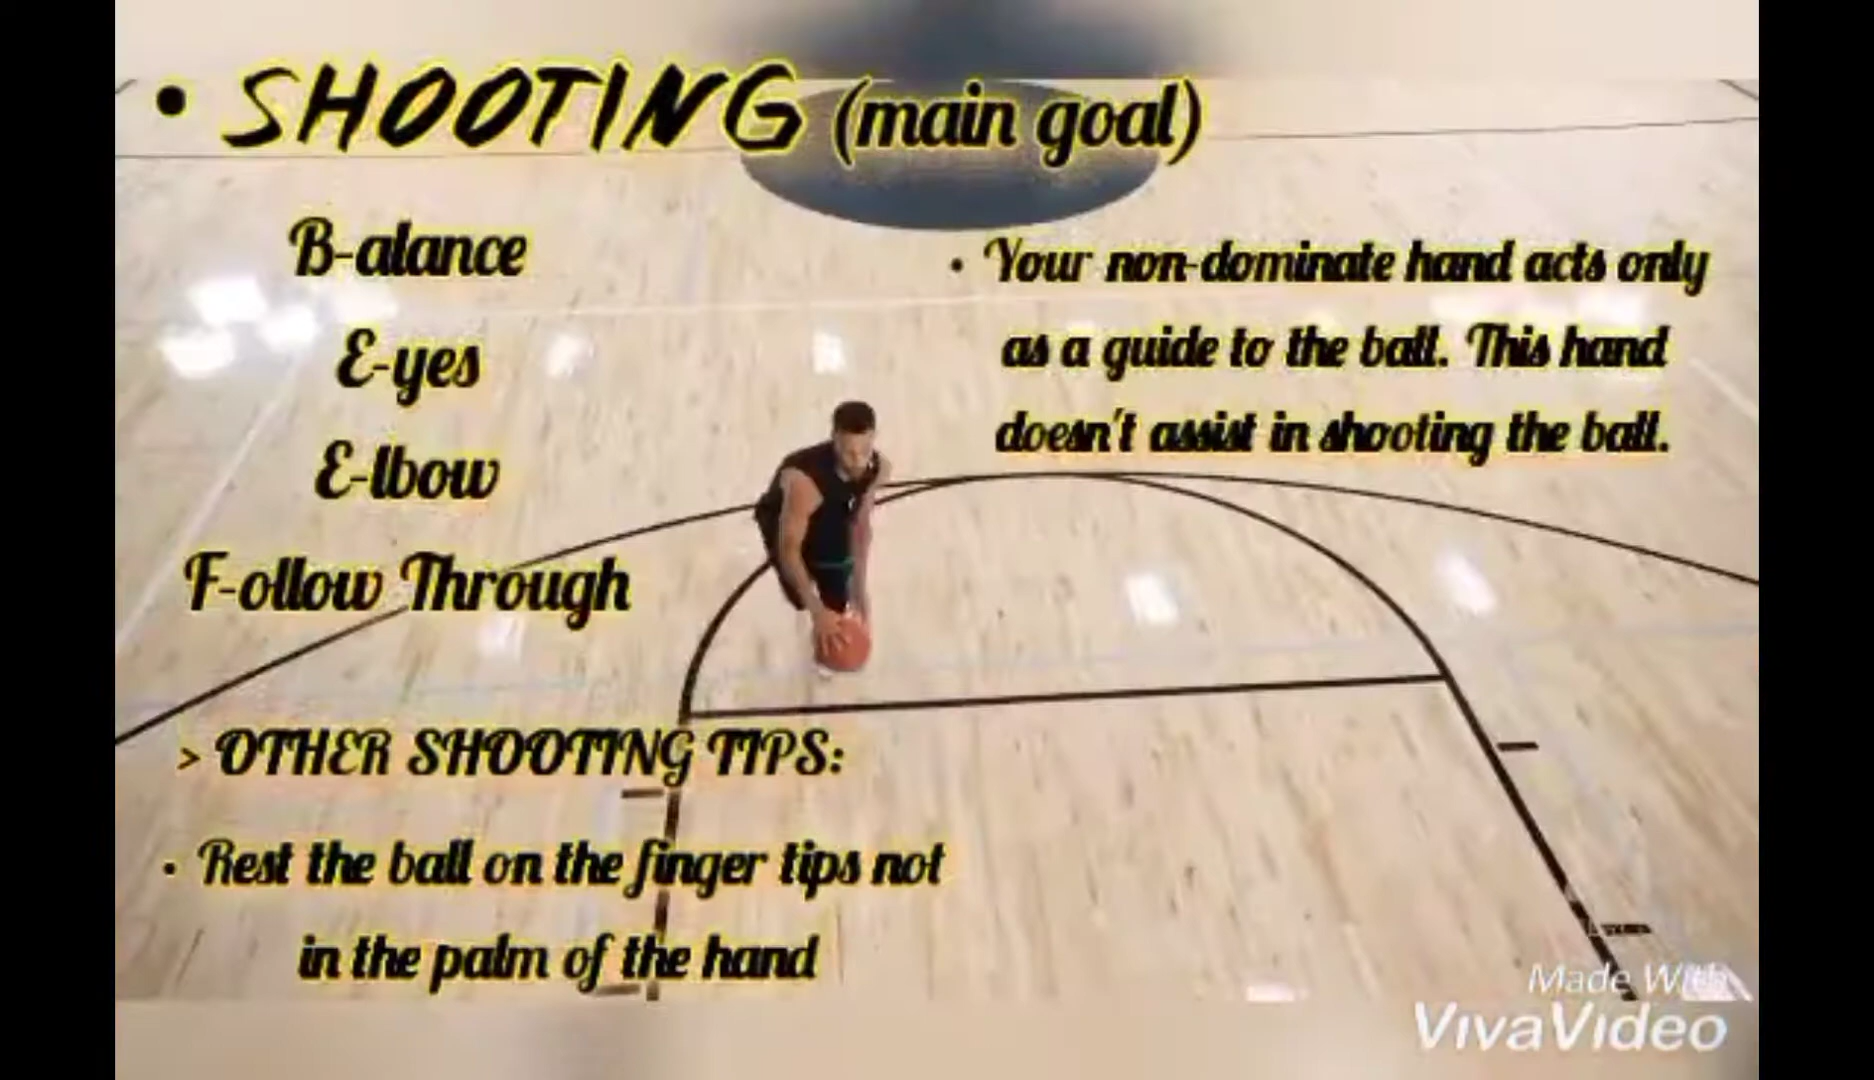 • SHOOTING (main goal)
B-alance
E-yes
E-lbow
F-ollow Through
> OTHER SHOOTING TIPS:
• Rest the ball on the finger tips not
in the palm of the hand
• Your non-dominate hand acts only
as a guide to the ball. This hand
doesn't assist in shooting the ball.
Made With
VivaVideo